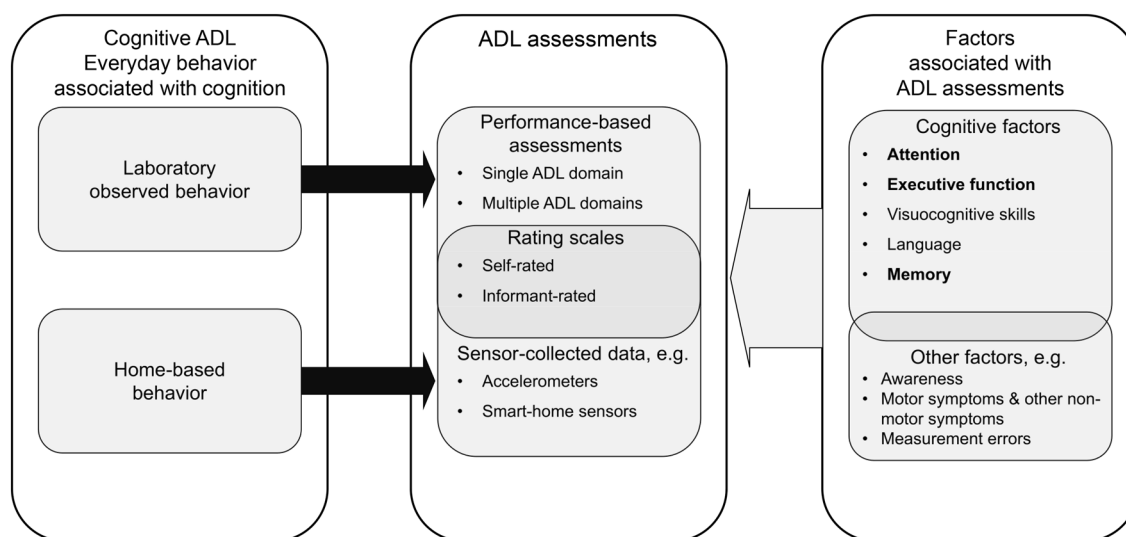 Cognitive ADL
Everyday behavior
associated with cognition
Laboratory
observed behavior
Home-based
behavior
ADL assessments
Performance-based
assessments
• Single ADL domain
• Multiple ADL domains
Rating scales
• Self-rated
• Informant-rated
Sensor-collected data, e.g.
• Accelerometers
• Smart-home sensors
Factors
associated with
ADL assessments
Cognitive factors
• Attention
• Executive function
• Visuocognitive skills
• Language
• Memory
Other factors, e.g.
• Awareness
• Motor symptoms & other non-
motor symptoms
• Measurement errors